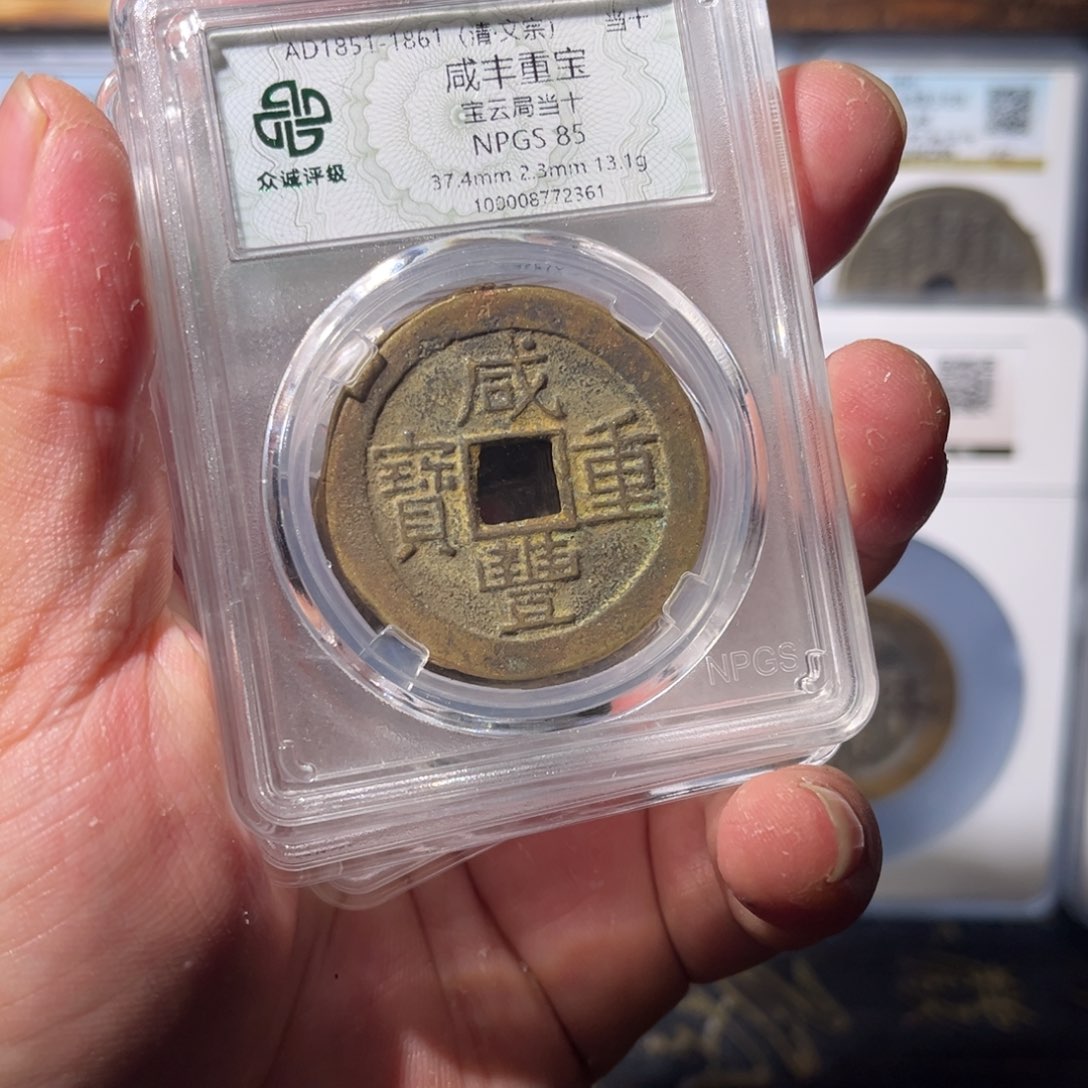 AD1851-1861（清·文宗） 当十
咸丰重宝
宝云局当十
NPGS 85
37.4mm 2.3mm 13.1g
100008772361
众诚评级
咸
豐
重
寶
NPGS